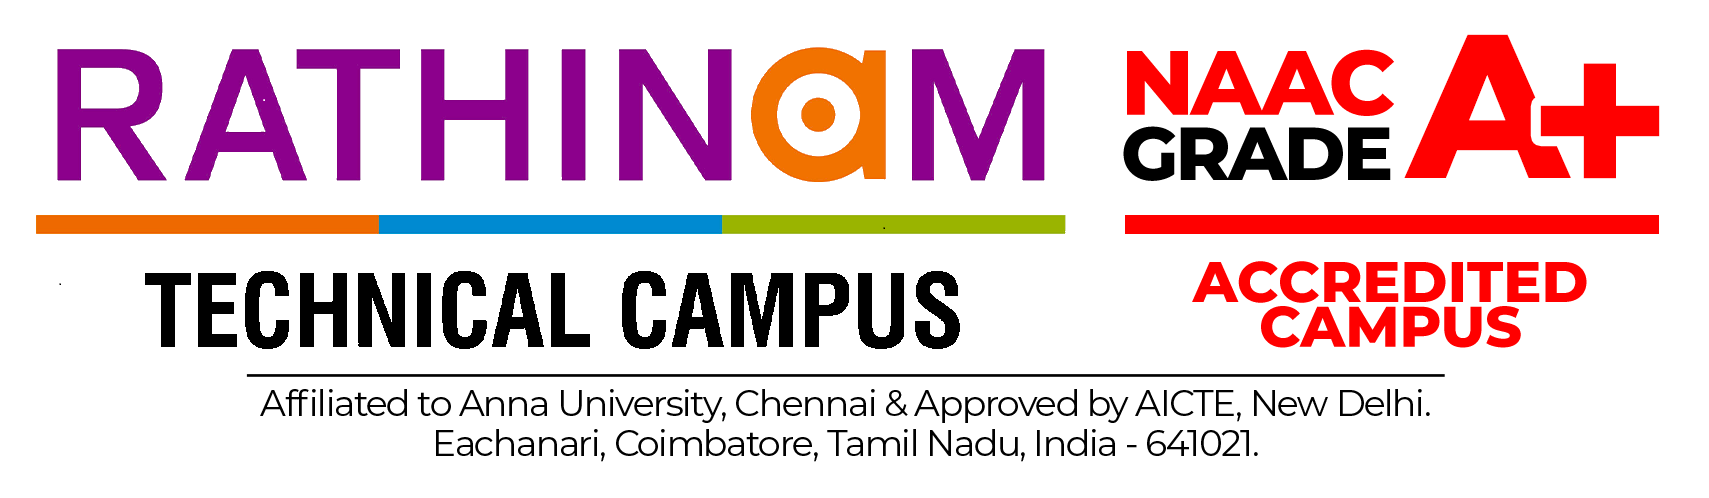 RATHINaM
TECHNICAL CAMPUS
NAAC
GRADE
A+
ACCREDITED
CAMPUS
Affiliated to Anna University, Chennai & Approved by AICTE, New Delhi.
Eachanari, Coimbatore, Tamil Nadu, India - 641021.